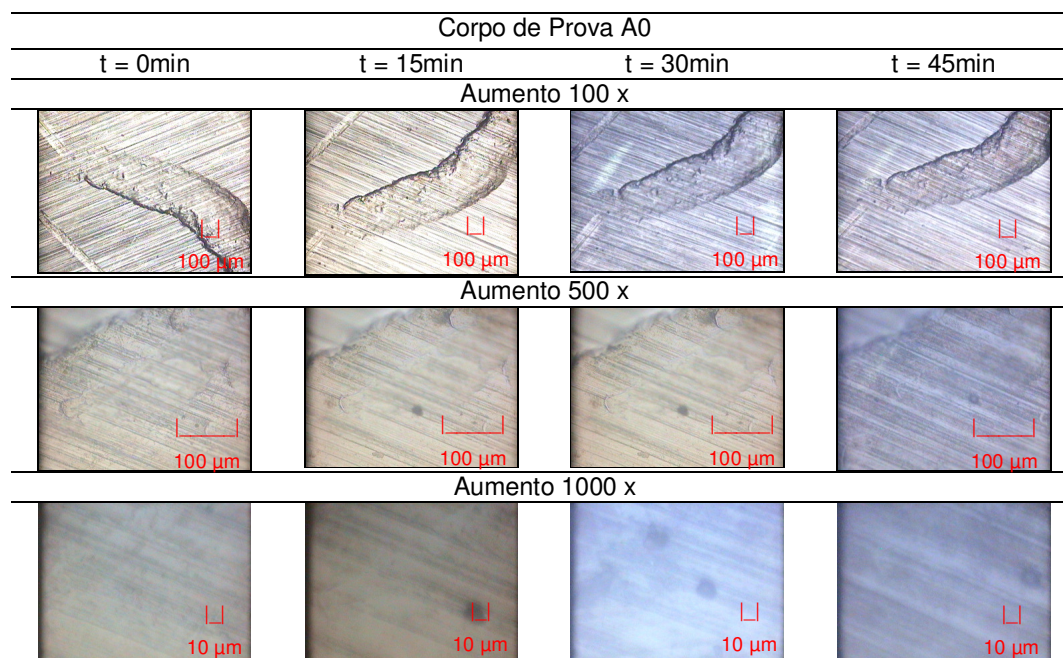 Corpo de Prova A0
t = 0min t = 15min t = 30min t = 45min
Aumento 100 x
100 µm 100 µm 100 µm 100 µm
Aumento 500 x
100 µm 100 µm 100 µm 100 µm
Aumento 1000 x
10 µm 10 µm 10 µm 10 µm